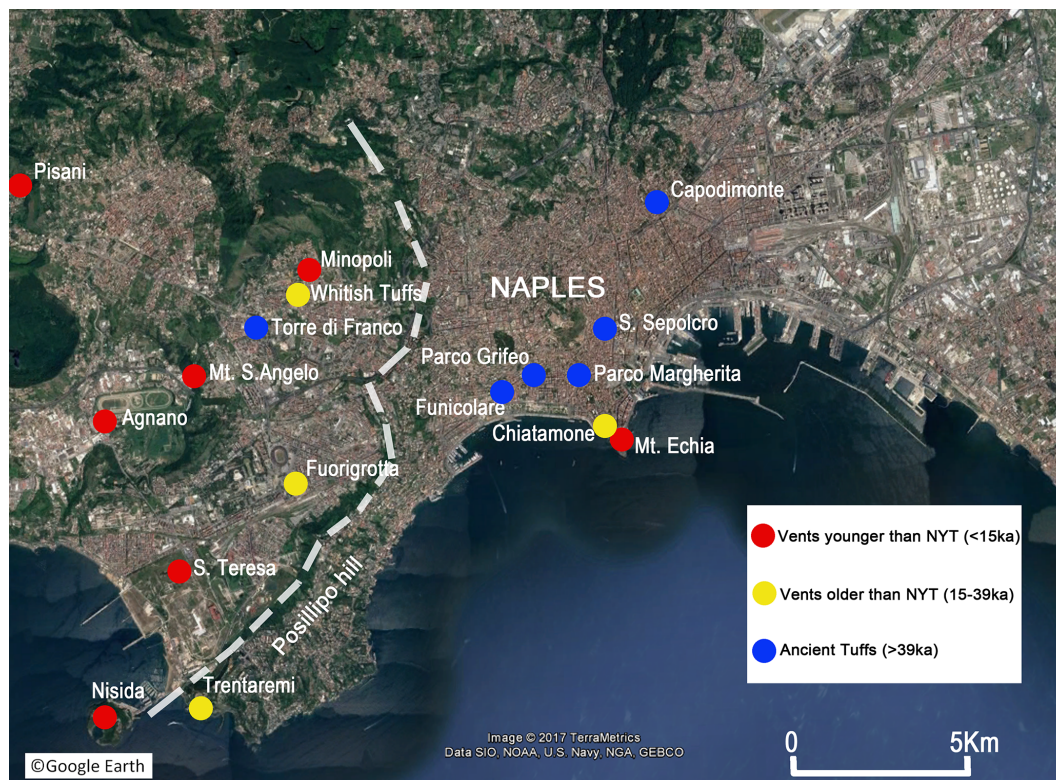 Pisani
Capodimonte
Minopoli
NAPLES
Whitish Tuffs
Torre di Franco
S. Sepolcro
Parco Grifeo
Mt. S.Angelo
Parco Margherita
Funicolare
Agnano
Chiatamone
Mt. Echia
Fuorigrotta
Vents younger than NYT (<15ka)
S. Teresa
Vents older than NYT (15-39ka)
Posillipo hill
Ancient Tuffs (>39ka)
Trentaremi
Nisida
Image © 2017 TerraMetrics
Data SIO, NOAA, U.S. Navy, NGA, GEBCO
0 5Km
©Google Earth